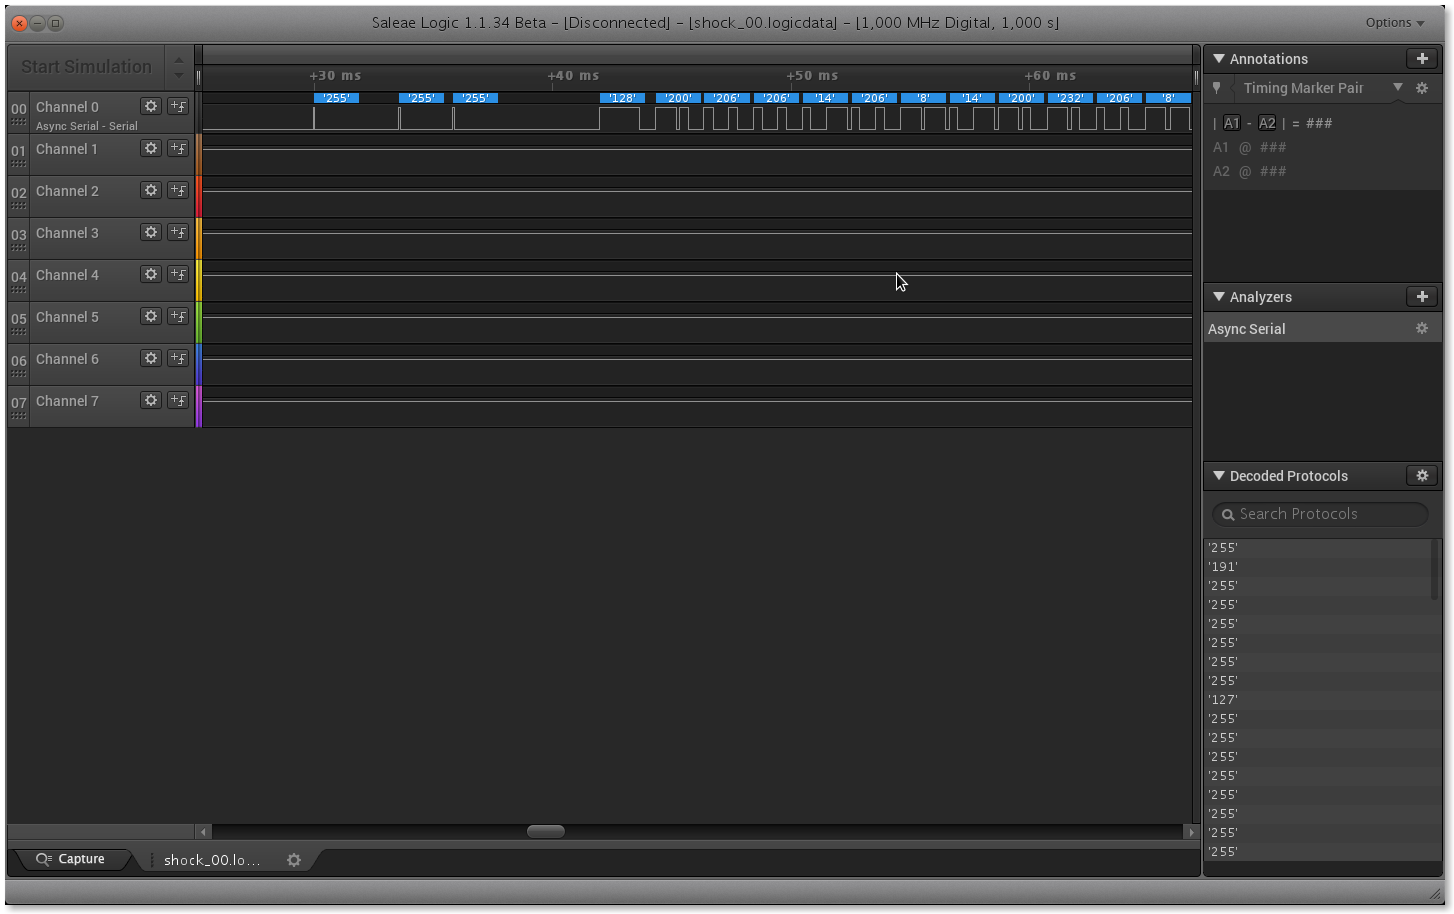 Saleae Logic 1.1.34 Beta - [Disconnected] - [shock_00.logicdata] - [1,000 MHz Digital, 1,000 s]
Options
Start Simulation
+30 ms +40 ms +50 ms +60 ms
00 Channel 0
Async Serial - Serial
'255' '255' '255' '128' '200' '206' '206' '14' '206' '8' '14' '200' '232' '206' '8'
01 Channel 1
02 Channel 2
03 Channel 3
04 Channel 4
05 Channel 5
06 Channel 6
07 Channel 7
Annotations
Timing Marker Pair
| A1 - A2 | = ###
A1 @ ###
A2 @ ###
Analyzers
Async Serial
Decoded Protocols
Search Protocols
'255'
'191'
'255'
'255'
'255'
'255'
'255'
'255'
'127'
'255'
'255'
'255'
'255'
'255'
'255'
'255'
'255'
Capture
shock_00.lo...